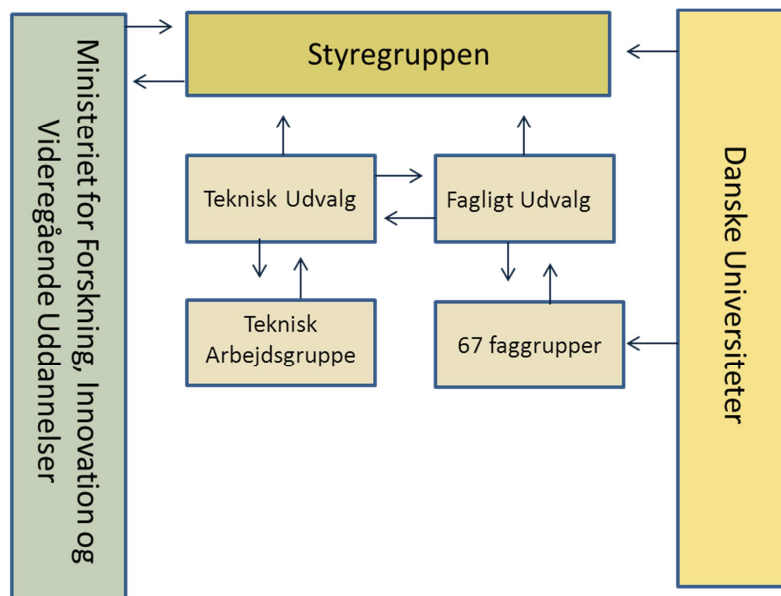 Ministeriet for Forskning, Innovation og
Videregående Uddannelser
Styregruppen
Teknisk Udvalg
Fagligt Udvalg
Teknisk
Arbejdsgruppe
67 faggrupper
Danske Universiteter